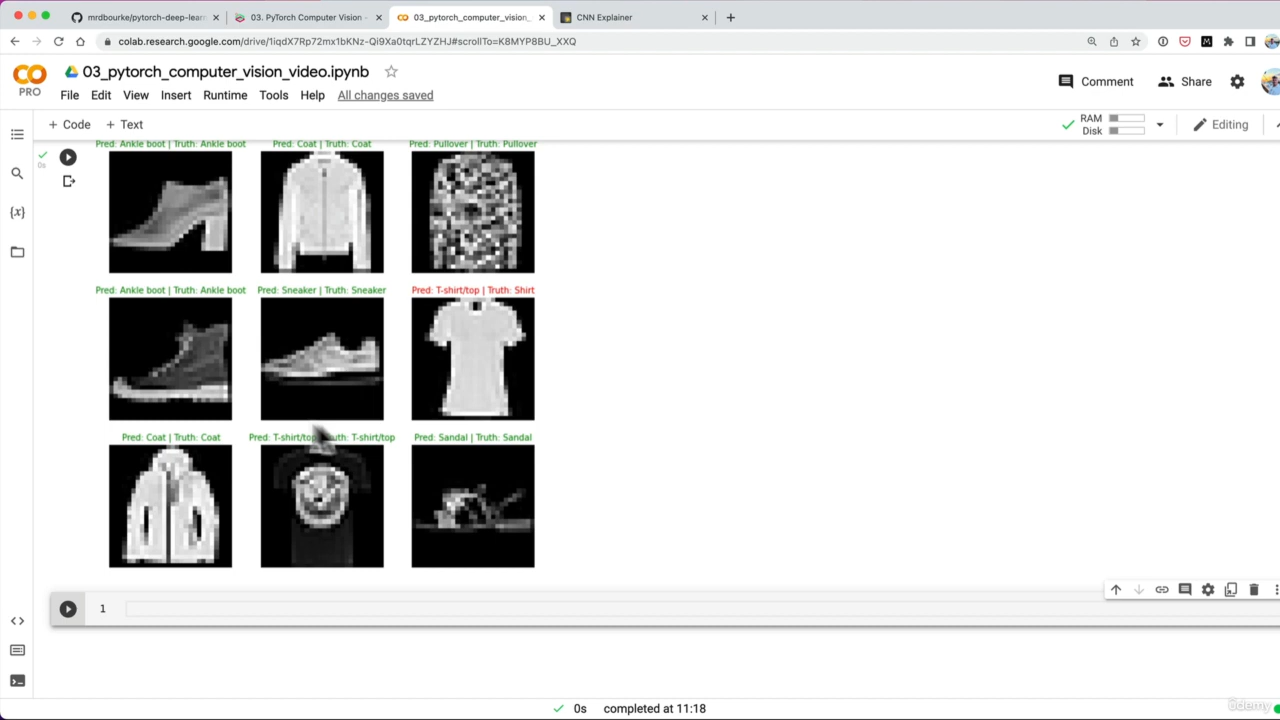 mrdbourke/pytorch-deep-learn
03. PyTorch Computer Vision -
03_pytorch_computer_vision_
CNN Explainer
colab.research.google.com/drive/1iqdX7Rp72mx1bKNz-Qi9Xa0tqrLZYZHJ#scrollTo=K8MYP8BU_XXQ
PRO
03_pytorch_computer_vision_video.ipynb
Comment
Share
File Edit View Insert Runtime Tools Help All changes saved
+ Code + Text
RAM
Disk
Editing
0s
Pred: Ankle boot | Truth: Ankle boot
Pred: Coat | Truth: Coat
Pred: Pullover | Truth: Pullover
Pred: Ankle boot | Truth: Ankle boot
Pred: Sneaker | Truth: Sneaker
Pred: T-shirt/top | Truth: Shirt
Pred: Coat | Truth: Coat
Pred: T-shirt/top Truth: T-shirt/top
Pred: Sandal | Truth: Sandal
1
0s completed at 11:18
ûdemy